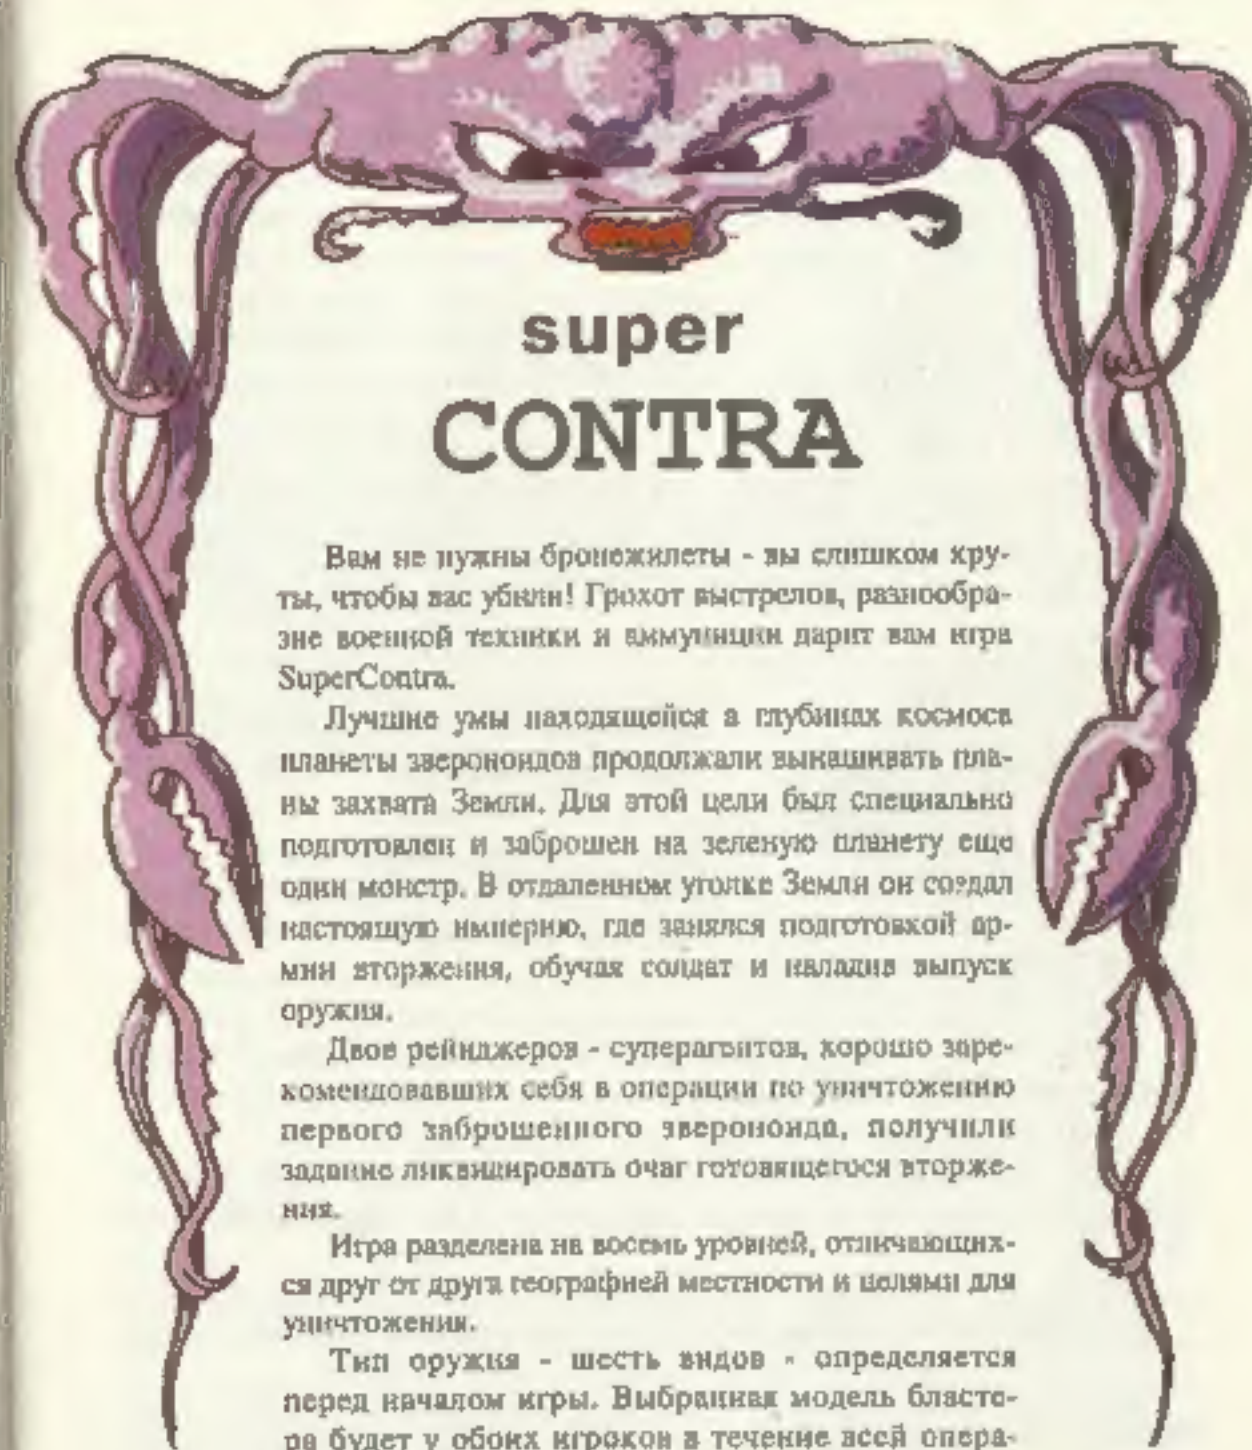 super
CONTRA
Вам не нужны бронежилеты - вы слишком кру-
ты, чтобы вас убили! Грохот выстрелов, разнообра-
зие военной техники и аммуниции дарит вам игра
SuperContra.
Лучшие умы находящейся в глубинах космоса
планеты звероноидов продолжали вынашивать пла-
ны захвата Земли. Для этой цели был специально
подготовлен и заброшен на зеленую планету еще
один монстр. В отдаленном уголке Земли он создал
настоящую империю, где занялся подготовкой ар-
мии вторжения, обучая солдат и наладив выпуск
оружия.
Двое рейнджеров - суперагентов, хорошо заре-
комендовавших себя в операции по уничтожению
первого заброшенного звероноида, получили
задание ликвидировать очаг готовящегося вторже-
ния.
Игра разделена на восемь уровней, отличающих-
ся друг от друга географией местности и целями для
уничтожения.
Тип оружия - шесть видов - определяется
перед началом игры. Выбранная модель бласте-
ра будет у обоих игроков в течение всей опера-